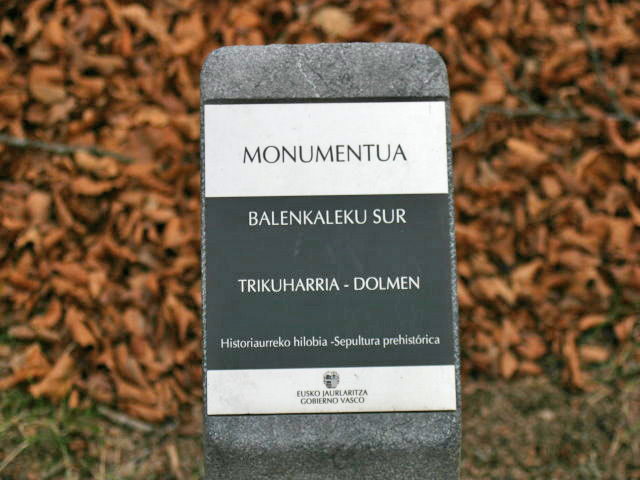 MONUMENTUA
BALENKALEKU SUR
TRIKUHARRIA - DOLMEN
Historiaurreko hilobia -Sepultura prehistórica
EUSKO JAURLARITZA
GOBIERNO VASCO